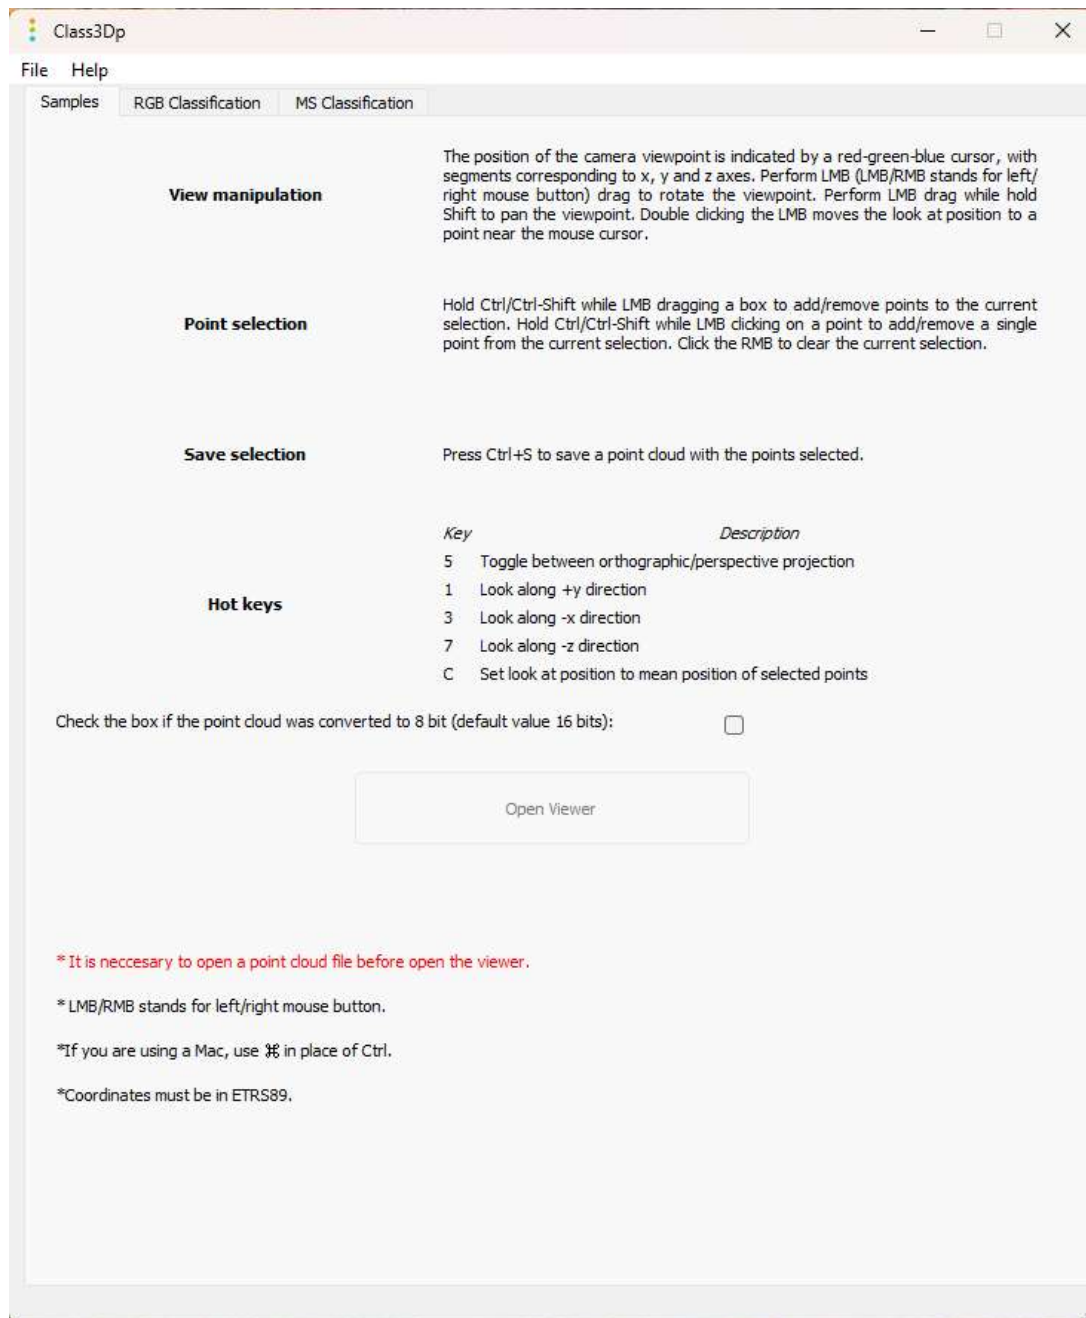 Class3Dp
File Help
Samples RGB Classification MS Classification
View manipulation
The position of the camera viewpoint is indicated by a red-green-blue cursor, with
segments corresponding to x, y and z axes. Perform LMB (LMB/RMB stands for left/
right mouse button) drag to rotate the viewpoint. Perform LMB drag while hold
Shift to pan the viewpoint. Double clicking the LMB moves the look at position to a
point near the mouse cursor.
Point selection
Hold Ctrl/Ctrl-Shift while LMB dragging a box to add/remove points to the current
selection. Hold Ctrl/Ctrl-Shift while LMB clicking on a point to add/remove a single
point from the current selection. Click the RMB to clear the current selection.
Save selection
Press Ctrl+S to save a point cloud with the points selected.
Hot keys
Key Description
5 Toggle between orthographic/perspective projection
1 Look along +y direction
3 Look along -x direction
7 Look along -z direction
C Set look at position to mean position of selected points
Check the box if the point cloud was converted to 8 bit (default value 16 bits):
Open Viewer
* It is neccesary to open a point cloud file before open the viewer.
* LMB/RMB stands for left/right mouse button.
*If you are using a Mac, use ⌘ in place of Ctrl.
*Coordinates must be in ETRS89.